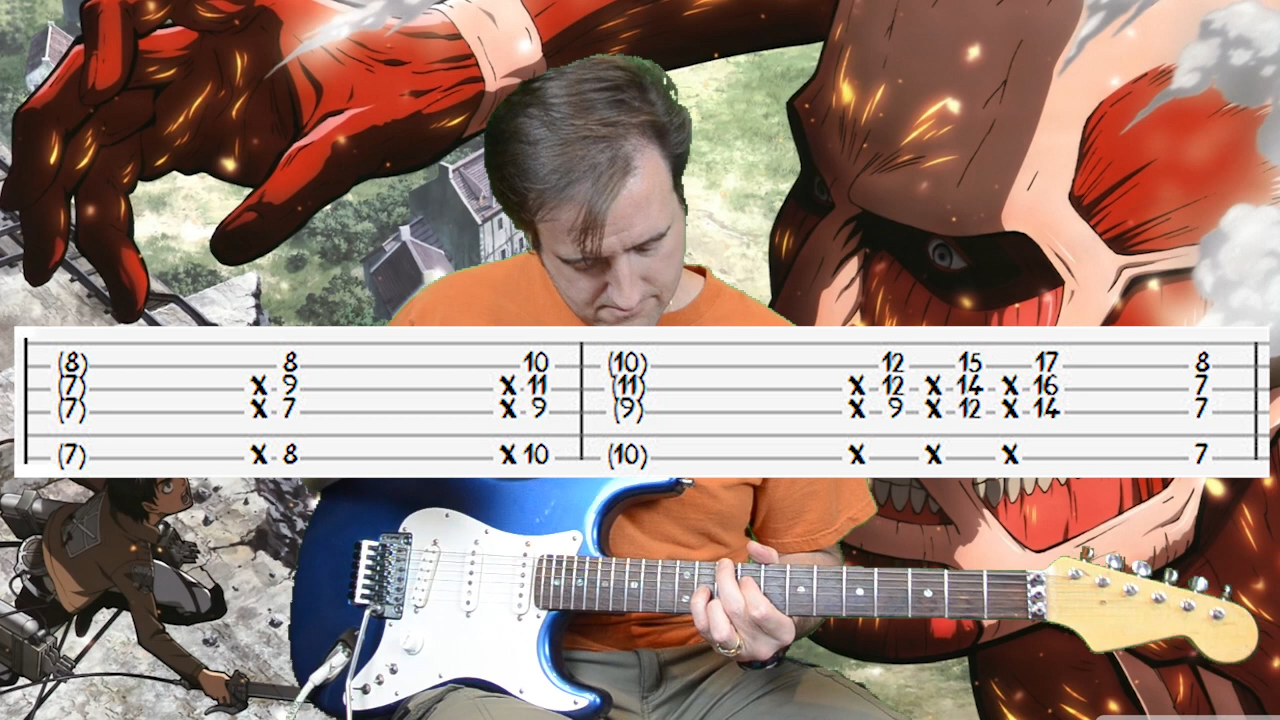 (8) 8 10 (10) 12 15 17 8
(7) X 9 X 11 (11) X 12 X 14 X 16 7
(7) X 7 X 9 (9) X 9 X 12 X 14 7
(7) X 8 X 10 (10) X X X 7